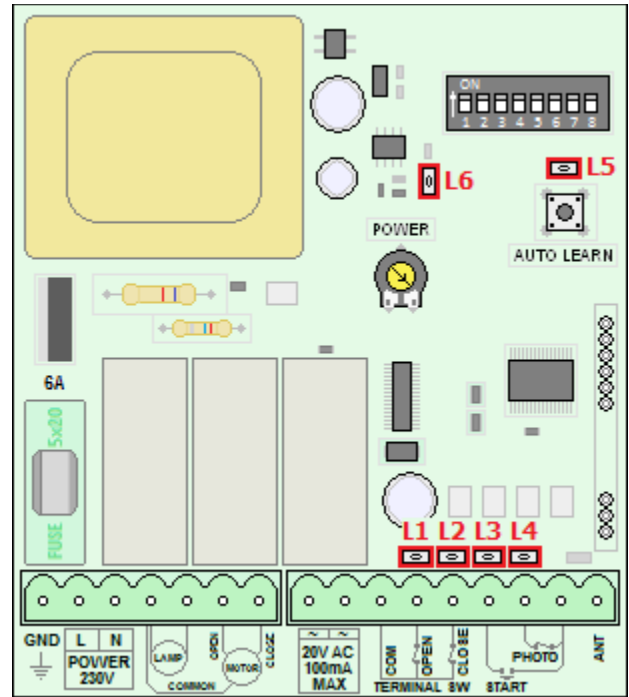 ON
1 2 3 4 5 6 7 8
L5
L6
POWER
AUTO LEARN
6A
5x20
FUSE
L1 L2 L3 L4
GND L N
POWER
230V
LAMP
OPEN
MOTOR
CLOSE
COMMON
~ ~
20V AC
100mA
MAX
COM
OPEN
CLOSE
TERMINAL SW
START
PHOTO
ANT